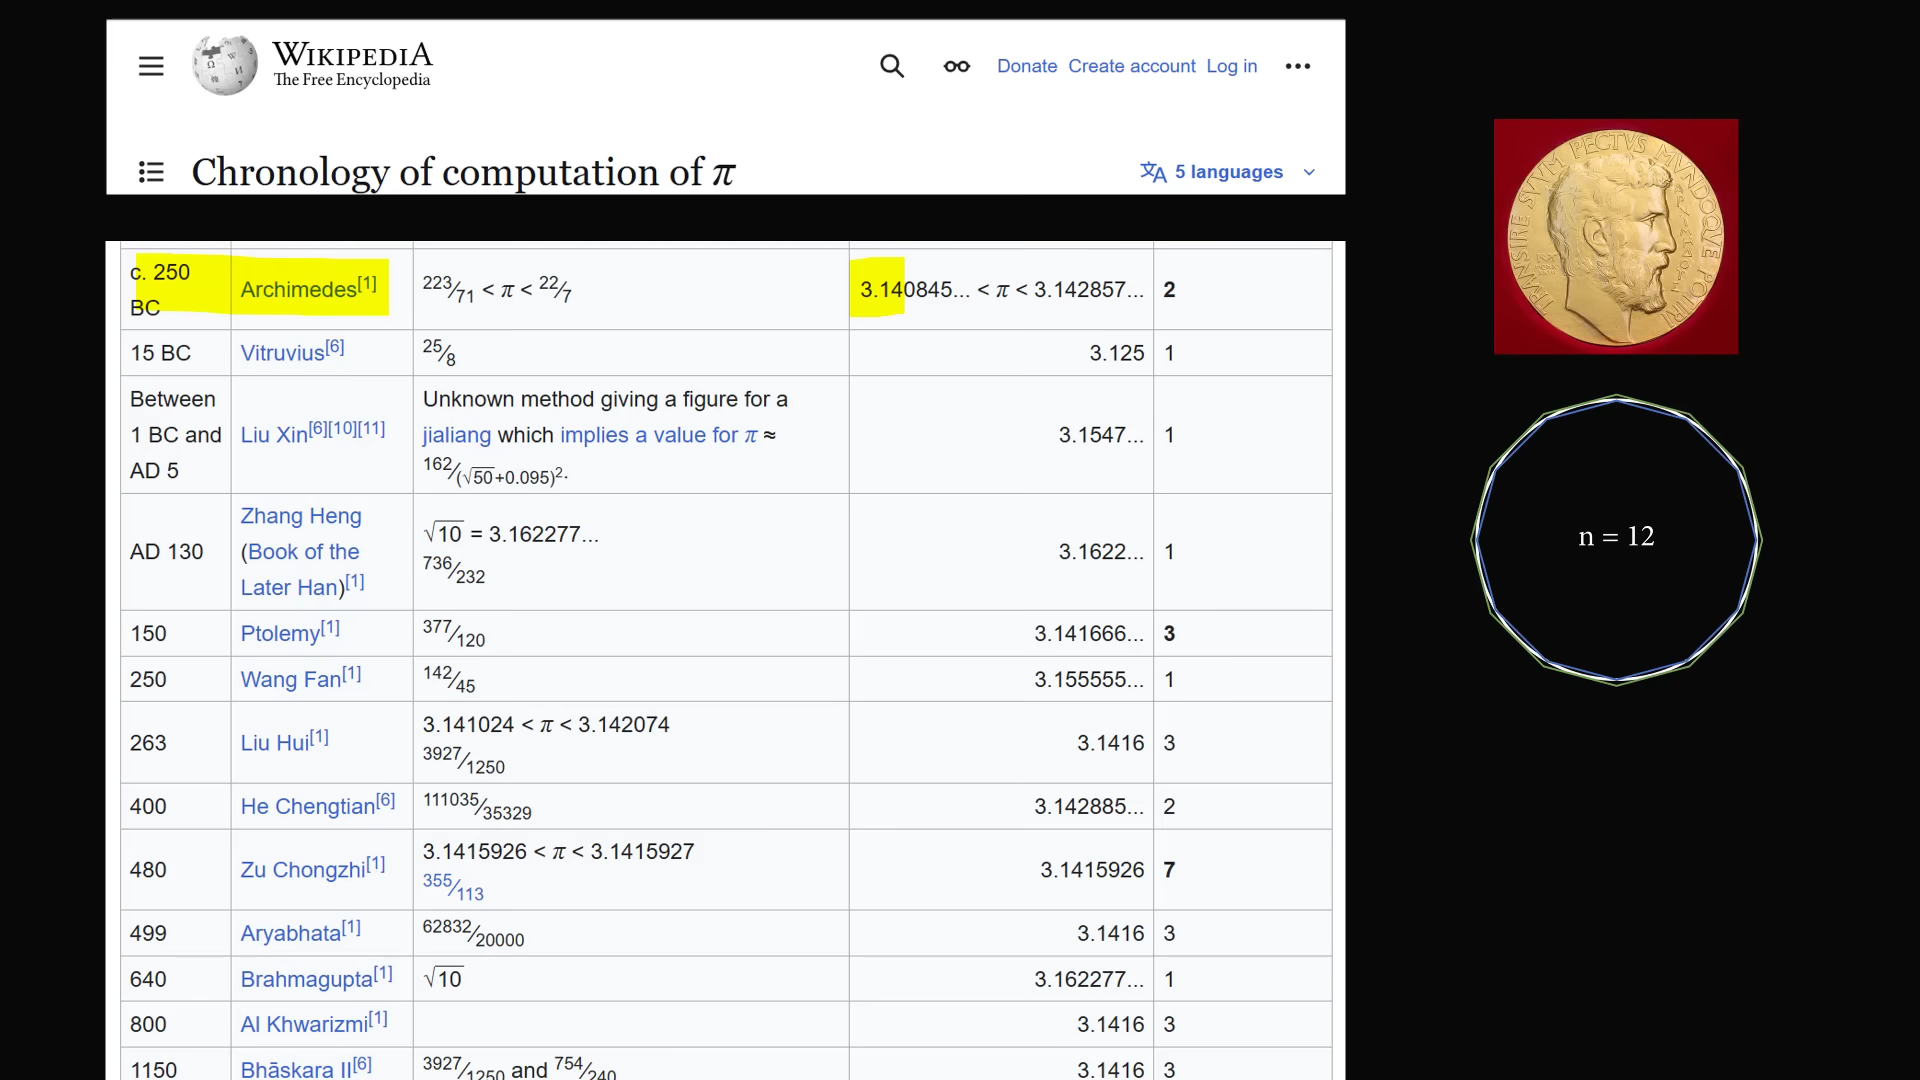 WIKIPEDIA
The Free Encyclopedia
Donate Create account Log in
Chronology of computation of π
5 languages
c. 250
BC
Archimedes[1]
223⁄71 < π < 22⁄7
3.140845... < π < 3.142857...
2
15 BC
Vitruvius[6]
25⁄8
3.125
1
Between
1 BC and
AD 5
Liu Xin[6][10][11]
Unknown method giving a figure for a
jialiang which implies a value for π ≈
162⁄(√50+0.095)².
3.1547...
1
AD 130
Zhang Heng
(Book of the
Later Han)[1]
√10 = 3.162277...
736⁄232
3.1622...
1
150
Ptolemy[1]
377⁄120
3.141666...
3
250
Wang Fan[1]
142⁄45
3.155555...
1
263
Liu Hui[1]
3.141024 < π < 3.142074
3927⁄1250
3.1416
3
400
He Chengtian[6]
111035⁄35329
3.142885...
2
480
Zu Chongzhi[1]
3.1415926 < π < 3.1415927
355⁄113
3.1415926
7
499
Aryabhata[1]
62832⁄20000
3.1416
3
640
Brahmagupta[1]
√10
3.162277...
1
800
Al Khwarizmi[1]
3.1416
3
1150
Bhāskara II[6]
3927⁄1250 and 754⁄240
3.1416
3
TRANSIRE SVVM PECTVS MVNDOQVE POTIRI
n = 12